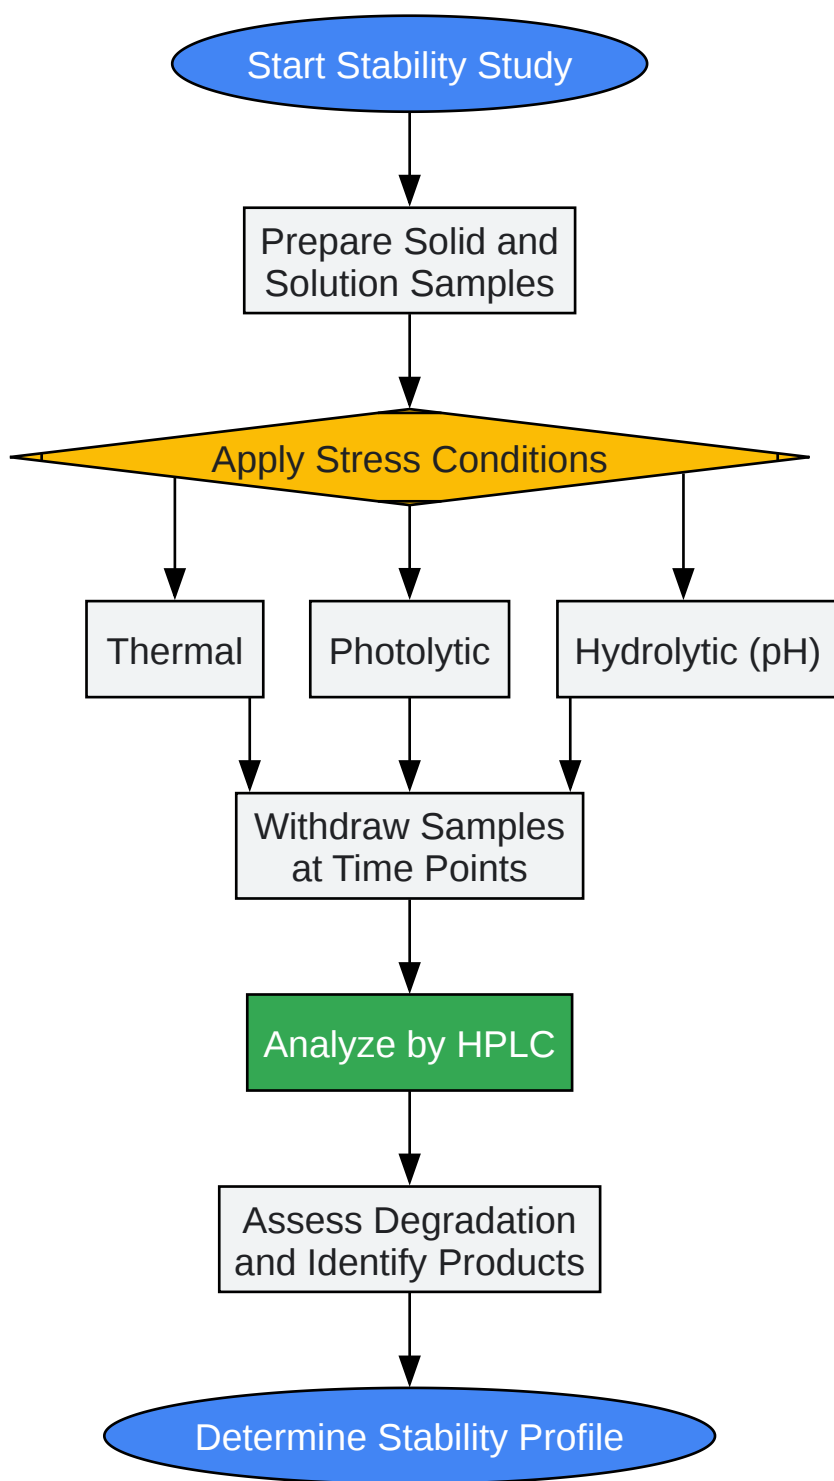 Start Stability Study
Prepare Solid and
Solution Samples
Apply Stress Conditions
Thermal
Photolytic
Hydrolytic (pH)
Withdraw Samples
at Time Points
Analyze by HPLC
Assess Degradation
and Identify Products
Determine Stability Profile